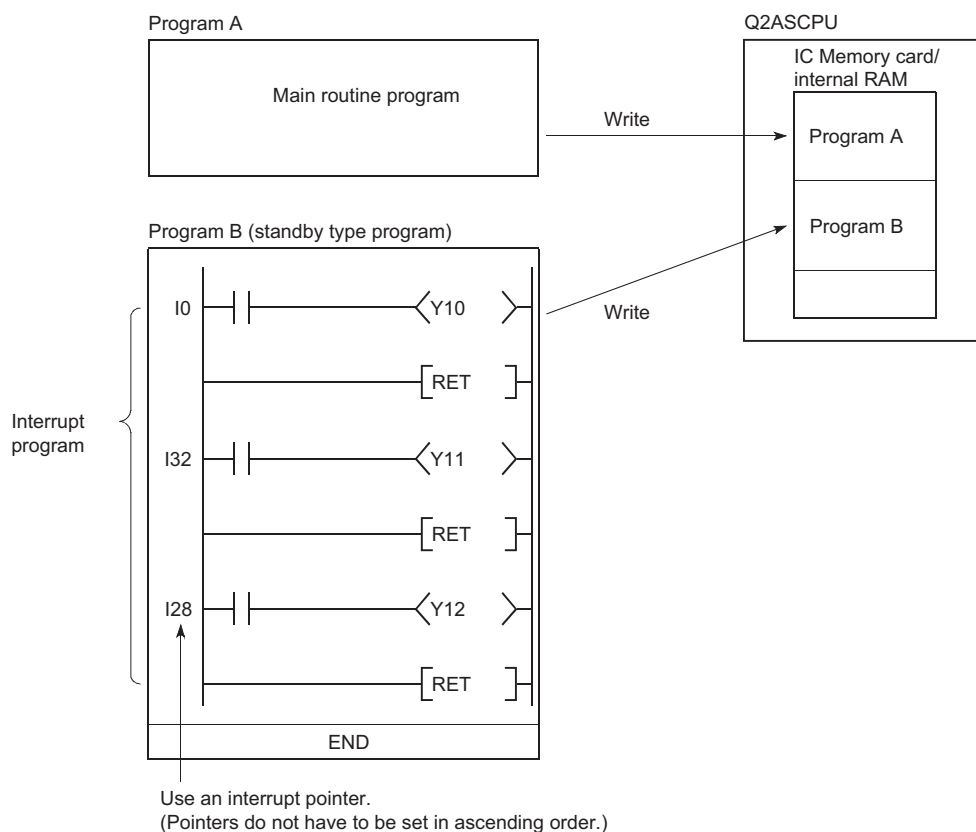 Program A
Q2ASCPU
IC Memory card/
internal RAM
Main routine program
Write
Program A
Program B
Program B (standby type program)
I0
Y10
Write
RET
Interrupt
program
I32
Y11
RET
I28
Y12
RET
END
Use an interrupt pointer.
(Pointers do not have to be set in ascending order.)